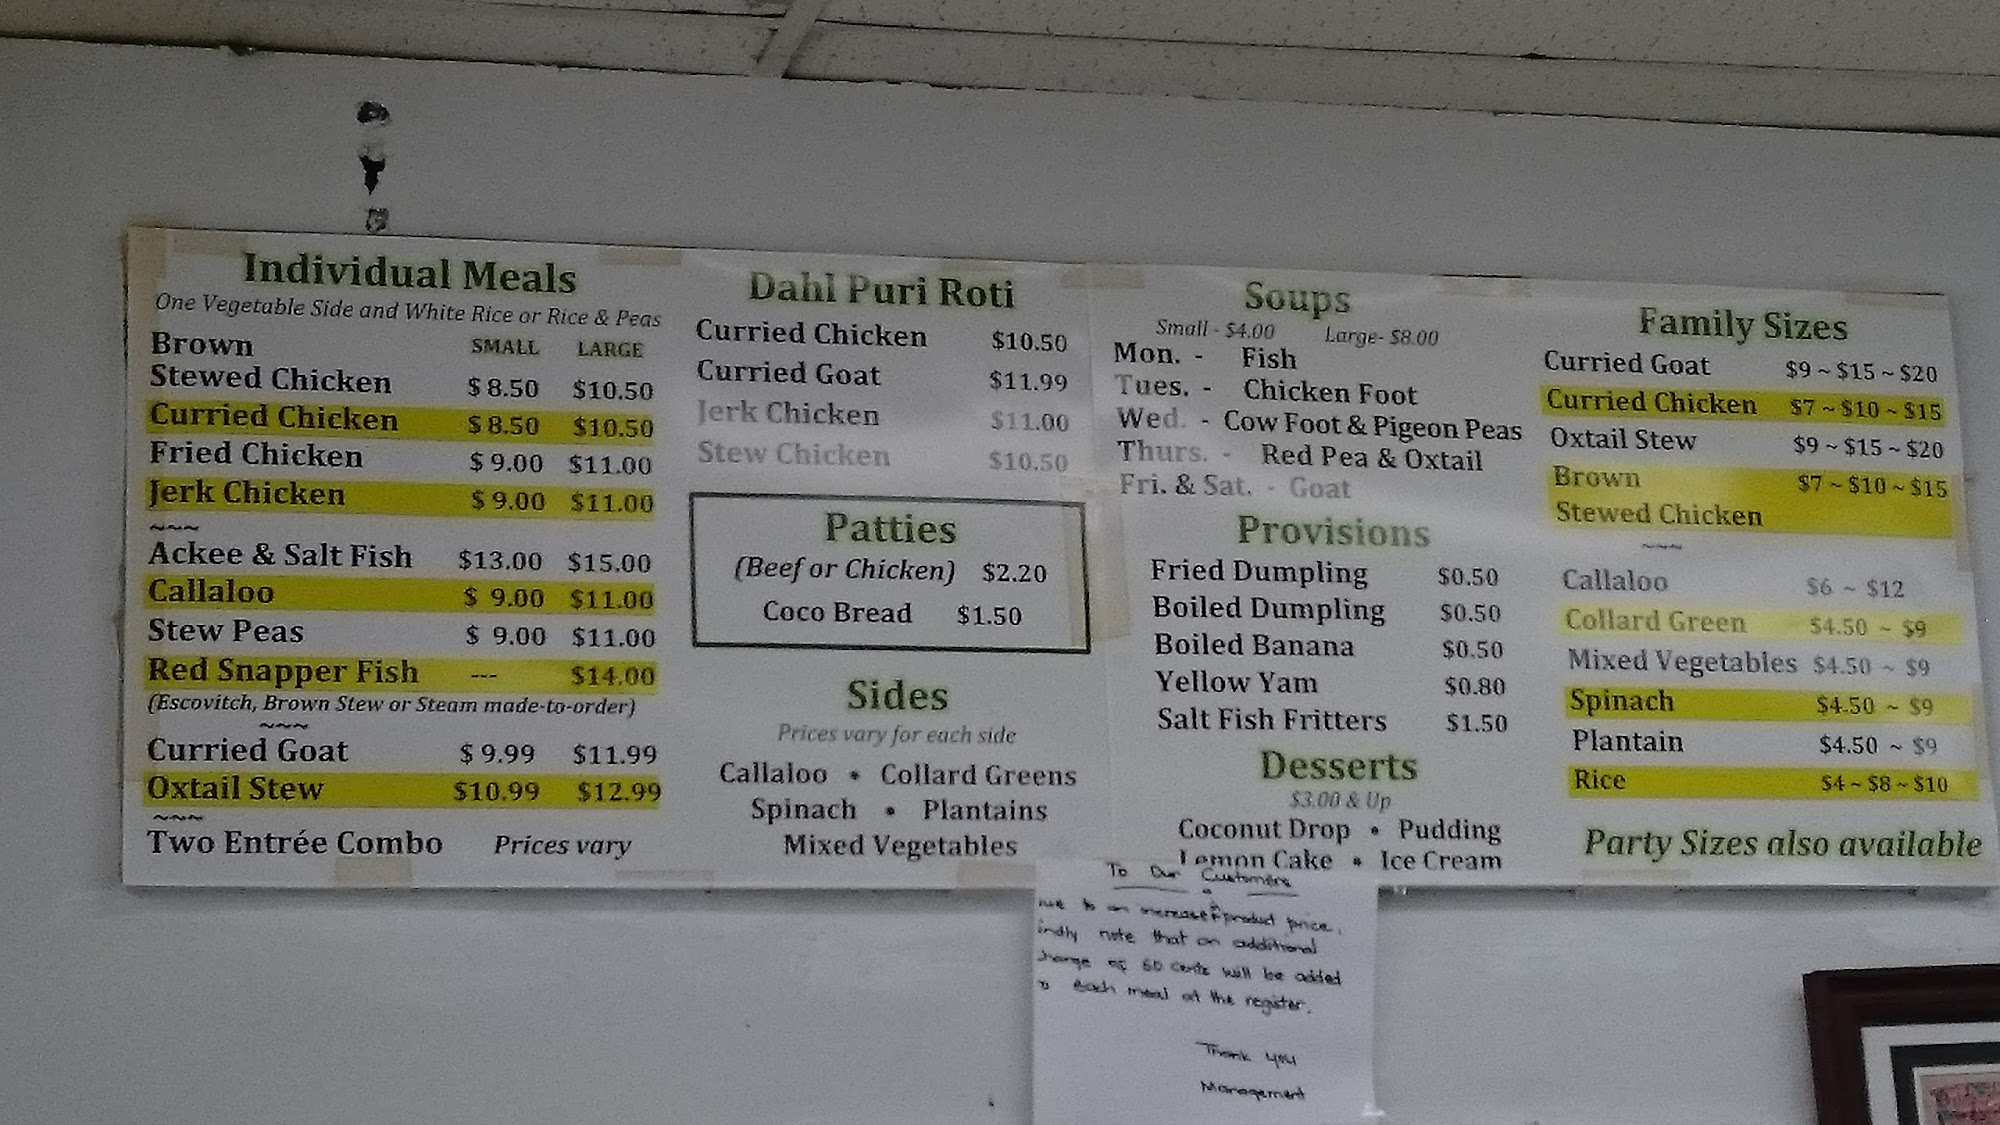 Individual Meals
One Vegetable Side and White Rice or Rice & Peas
Brown SMALL LARGE
Stewed Chicken $ 8.50 $10.50
Curried Chicken $ 8.50 $10.50
Fried Chicken $ 9.00 $11.00
Jerk Chicken $ 9.00 $11.00
~~~
Ackee & Salt Fish $13.00 $15.00
Callaloo $ 9.00 $11.00
Stew Peas $ 9.00 $11.00
Red Snapper Fish --- $14.00
(Escovitch, Brown Stew or Steam made-to-order)
~~~
Curried Goat $ 9.99 $11.99
Oxtail Stew $10.99 $12.99
~~~
Two Entrée Combo Prices vary
Dahl Puri Roti
Curried Chicken $10.50
Curried Goat $11.99
Jerk Chicken $11.00
Stew Chicken $10.50
Patties
(Beef or Chicken) $2.20
Coco Bread $1.50
Sides
Prices vary for each side
Callaloo • Collard Greens
Spinach • Plantains
Mixed Vegetables
Soups
Small - $4.00 Large- $8.00
Mon. - Fish
Tues. - Chicken Foot
Wed. - Cow Foot & Pigeon Peas
Thurs. - Red Pea & Oxtail
Fri. & Sat. - Goat
Provisions
Fried Dumpling $0.50
Boiled Dumpling $0.50
Boiled Banana $0.50
Yellow Yam $0.80
Salt Fish Fritters $1.50
Desserts
$3.00 & Up
Coconut Drop • Pudding
Lemon Cake • Ice Cream
Family Sizes
Curried Goat $9 ~ $15 ~ $20
Curried Chicken $7 ~ $10 ~ $15
Oxtail Stew $9 ~ $15 ~ $20
Brown $7 ~ $10 ~ $15
Stewed Chicken
~~~
Callaloo $6 ~ $12
Collard Green $4.50 ~ $9
Mixed Vegetables $4.50 ~ $9
Spinach $4.50 ~ $9
Plantain $4.50 ~ $9
Rice $4 ~ $8 ~ $10
Party Sizes also available
To Our Customers
to an increase product price,
note that an additional
of 50 cents will be added
each meal at the register.
Thank you
Management